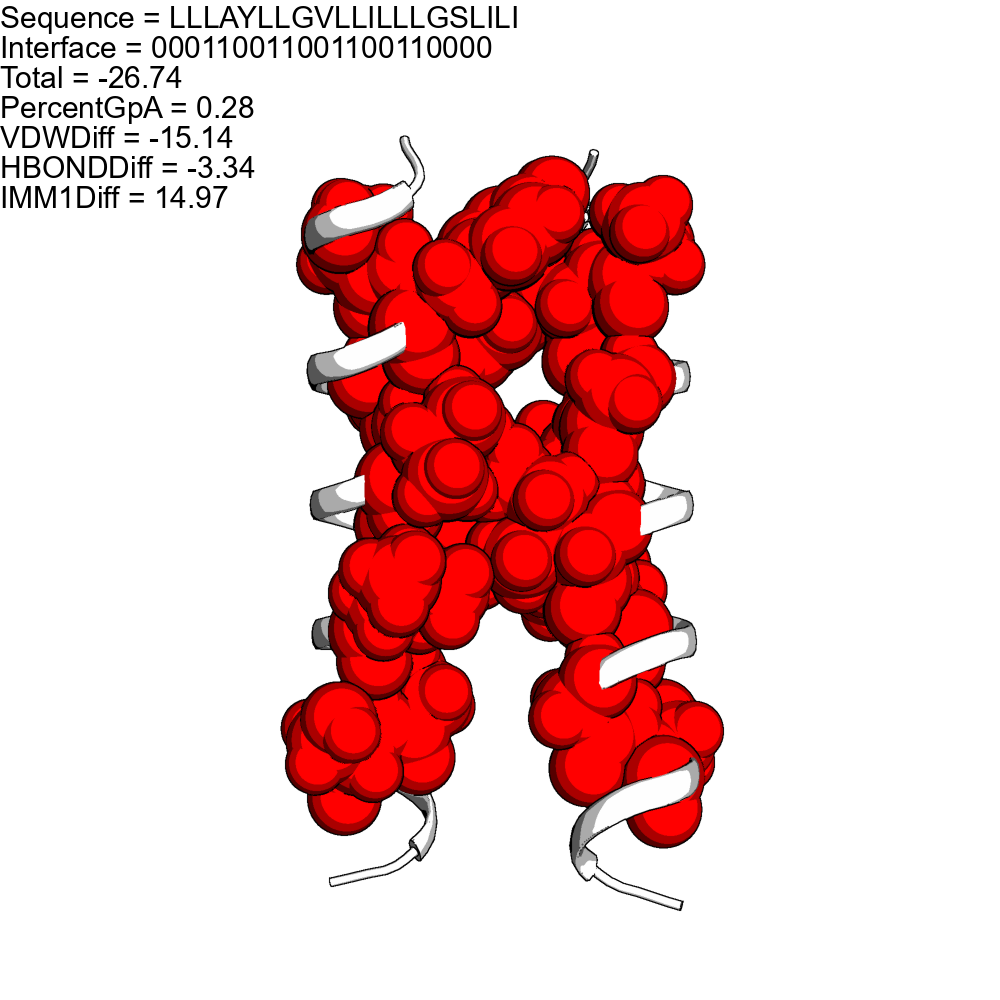 Sequence = LLLAYLLGVLLILLLGSLILI
Interface = 000110011001100110000
Total = -26.74
PercentGpA = 0.28
VDWDiff = -15.14
HBONDDiff = -3.34
IMM1Diff = 14.97